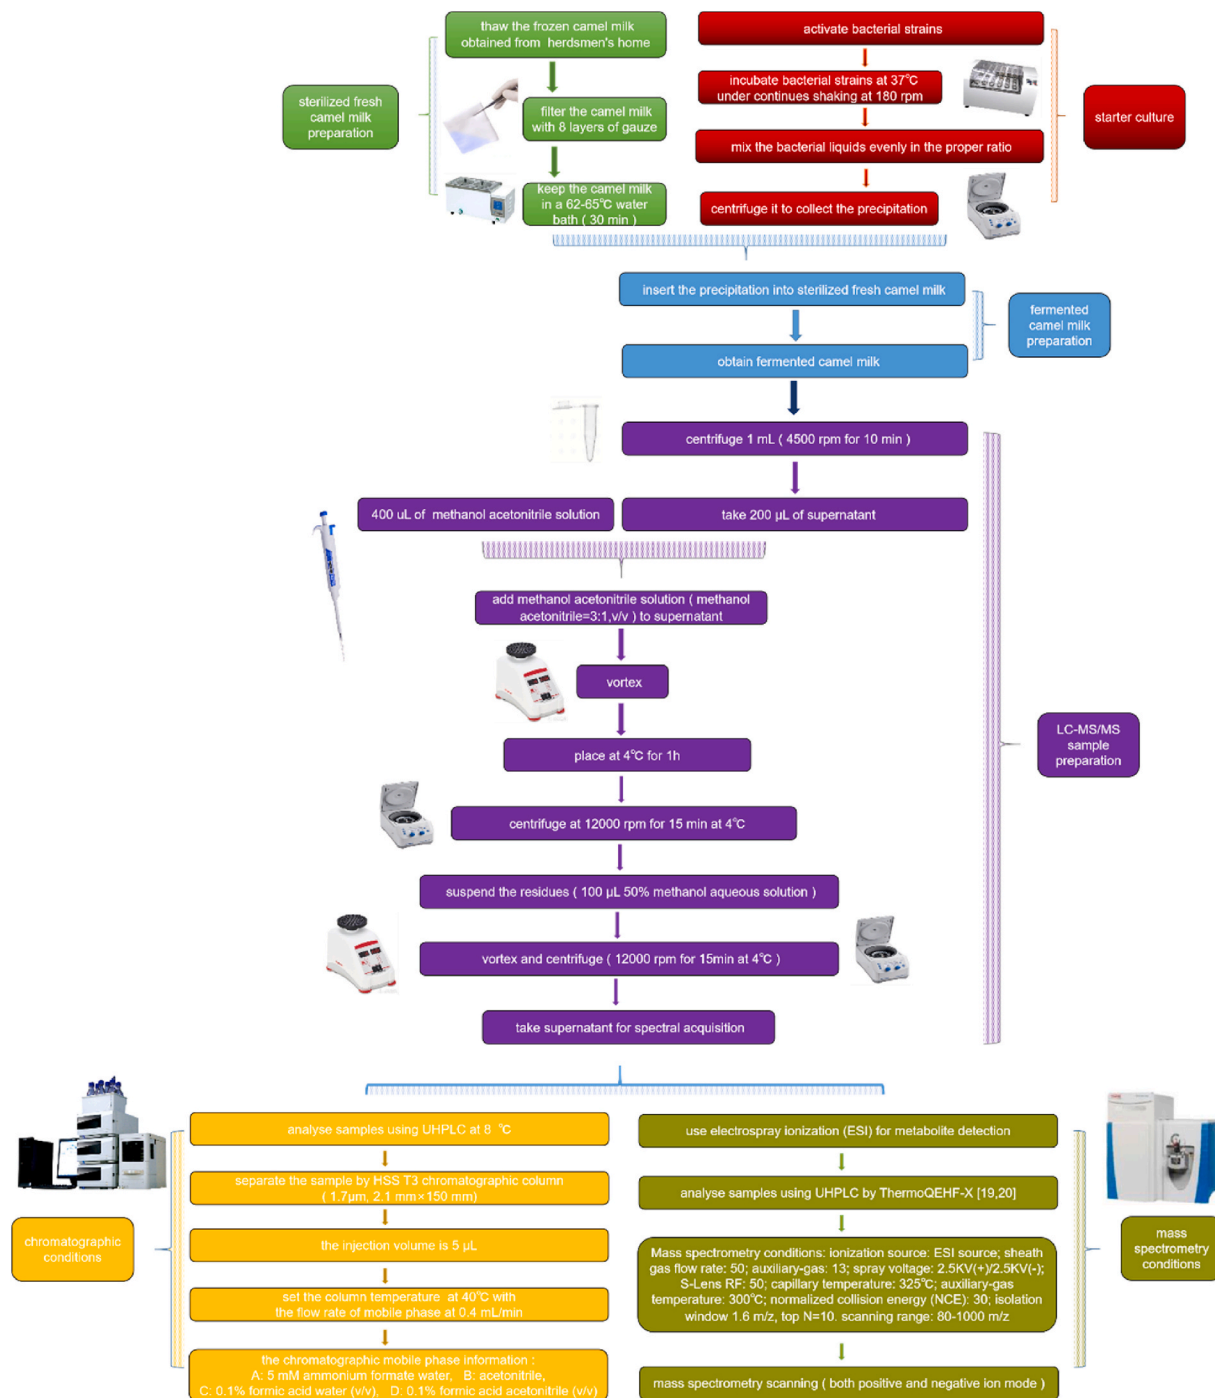 thaw the frozen camel milk
obtained from herdsmen's home
filter the camel milk
with 8 layers of gauze
keep the camel milk
in a 62-65℃ water
bath ( 30 min )
sterilized fresh
camel milk
preparation
activate bacterial strains
incubate bacterial strains at 37℃
under continues shaking at 180 rpm
mix the bacterial liquids evenly in the proper ratio
centrifuge it to collect the precipitation
starter culture
insert the precipitation into sterilized fresh camel milk
obtain fermented camel milk
fermented
camel milk
preparation
centrifuge 1 mL ( 4500 rpm for 10 min )
400 uL of methanol acetonitrile solution
take 200 μL of supernatant
add methanol acetonitrile solution ( methanol
acetonitrile=3:1,v/v ) to supernatant
vortex
place at 4℃ for 1h
centrifuge at 12000 rpm for 15 min at 4℃
suspend the residues ( 100 μL 50% methanol aqueous solution )
vortex and centrifuge ( 12000 rpm for 15min at 4℃ )
take supernatant for spectral acquisition
LC-MS/MS
sample
preparation
analyse samples using UHPLC at 8 ℃
separate the sample by HSS T3 chromatographic column
( 1.7μm, 2.1 mm×150 mm)
the injection volume is 5 μL
set the column temperature at 40℃ with
the flow rate of mobile phase at 0.4 mL/min
the chromatographic mobile phase information :
A: 5 mM ammonium formate water, B: acetonitrile,
C: 0.1% formic acid water (v/v), D: 0.1% formic acid acetonitrile (v/v)
chromatographic
conditions
use electrospray ionization (ESI) for metabolite detection
analyse samples using UHPLC by ThermoQEHF-X [19,20]
Mass spectrometry conditions: ionization source: ESI source; sheath
gas flow rate: 50; auxiliary-gas: 13; spray voltage: 2.5KV(+)/2.5KV(-);
S-Lens RF: 50; capillary temperature: 325℃; auxiliary-gas
temperature: 300℃; normalized collision energy (NCE): 30; isolation
window 1.6 m/z, top N=10. scanning range: 80-1000 m/z
mass spectrometry scanning ( both positive and negative ion mode )
mass
spectrometry
conditions